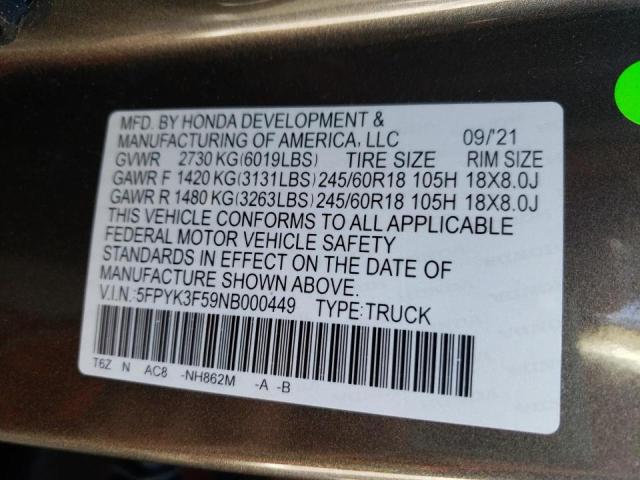 MFD. BY HONDA DEVELOPMENT &
MANUFACTURING OF AMERICA, LLC 09/'21
GVWR 2730 KG(6019LBS) TIRE SIZE RIM SIZE
GAWR F 1420 KG(3131LBS) 245/60R18 105H 18X8.0J
GAWR R 1480 KG(3263LBS) 245/60R18 105H 18X8.0J
THIS VEHICLE CONFORMS TO ALL APPLICABLE
FEDERAL MOTOR VEHICLE SAFETY
STANDARDS IN EFFECT ON THE DATE OF
MANUFACTURE SHOWN ABOVE.
V.I.N.:5FPYK3F59NB000449 TYPE:TRUCK
T6Z N AC8 -NH862M -A -B